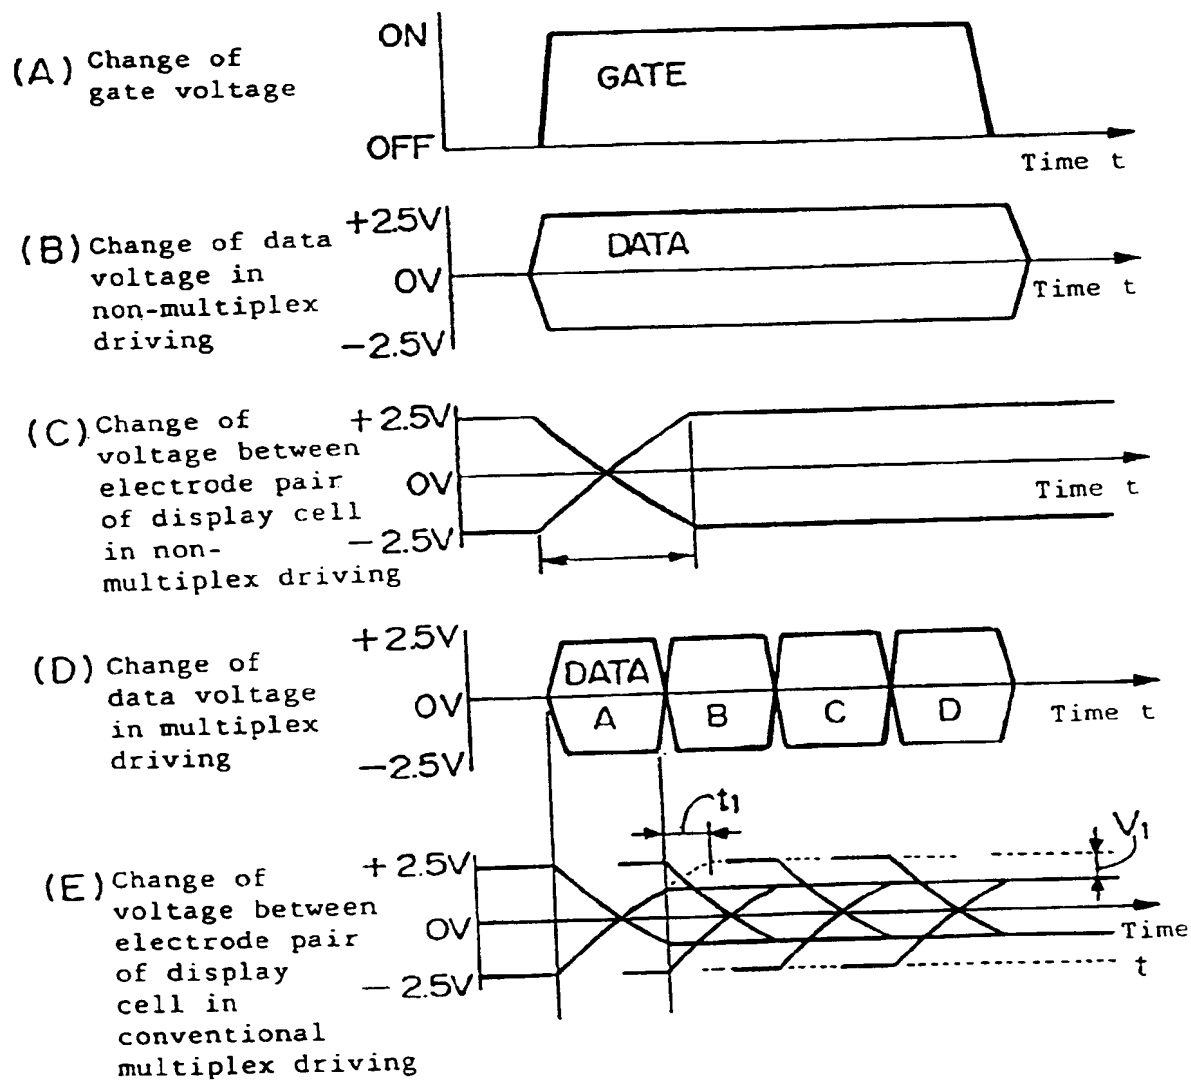 (A) Change of
gate voltage
ON
OFF
GATE
Time t
(B) Change of data
voltage in
non-multiplex
driving
+2.5V
0V
−2.5V
DATA
Time t
(C) Change of
voltage between
electrode pair
of display cell
in non-
multiplex driving
+2.5V
0V
−2.5V
Time t
(D) Change of
data voltage
in multiplex
driving
+2.5V
0V
−2.5V
DATA
A B C D
Time t
(E) Change of
voltage between
electrode pair
of display
cell in
conventional
multiplex driving
+2.5V
0V
−2.5V
t1
V1
Time
t